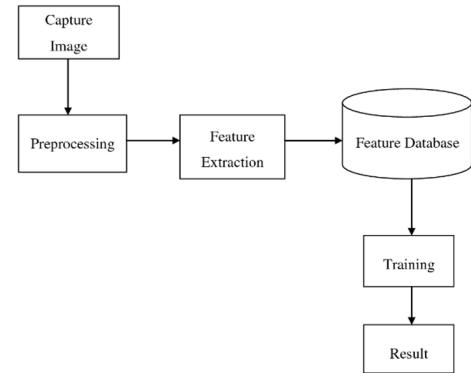 Capture
Image
Preprocessing
Feature
Extraction
Feature Database
Training
Result